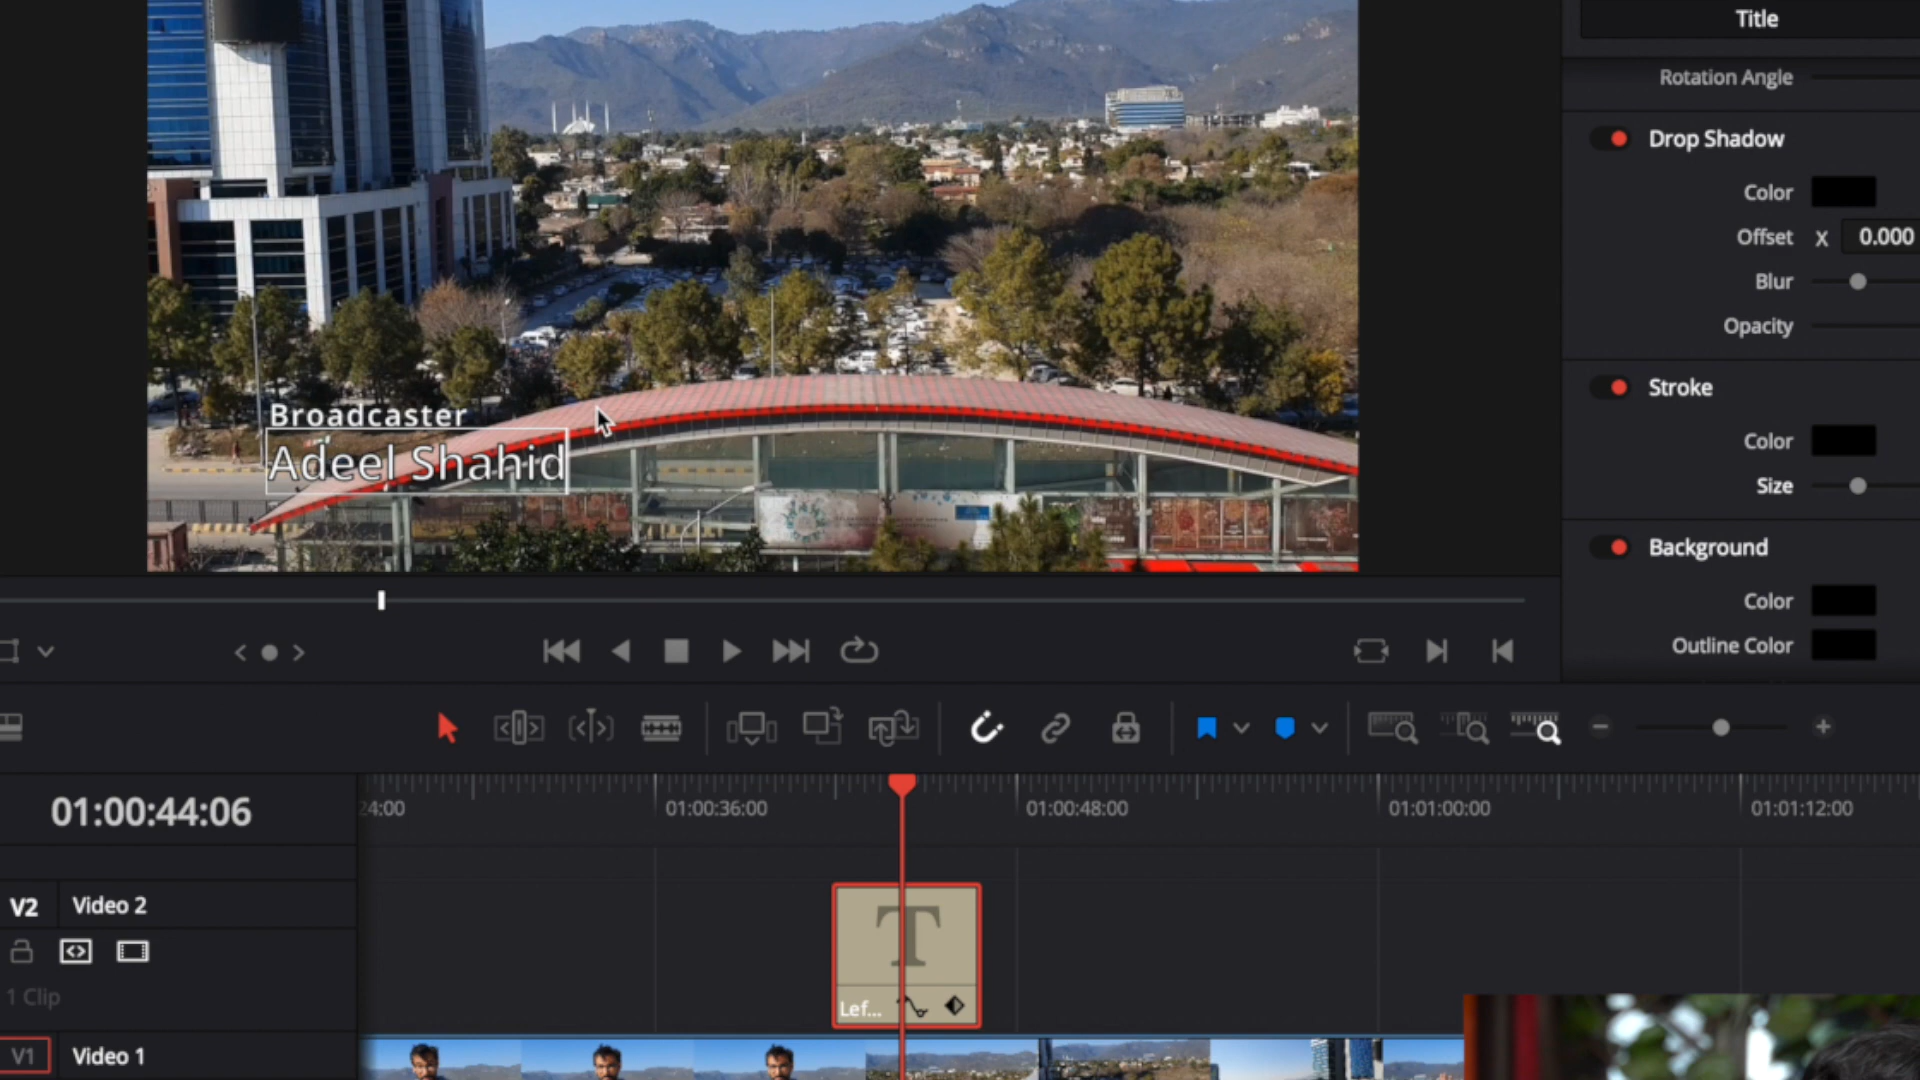 Title
Rotation Angle
Drop Shadow
Color
Offset X 0.000
Blur
Opacity
Broadcaster
Adeel Shahid
Stroke
Color
Size
Background
Color
Outline Color
01:00:44:06
24:00
01:00:36:00
01:00:48:00
01:01:00:00
01:01:12:00
V2 Video 2
1 Clip
T
Lef...
V1 Video 1